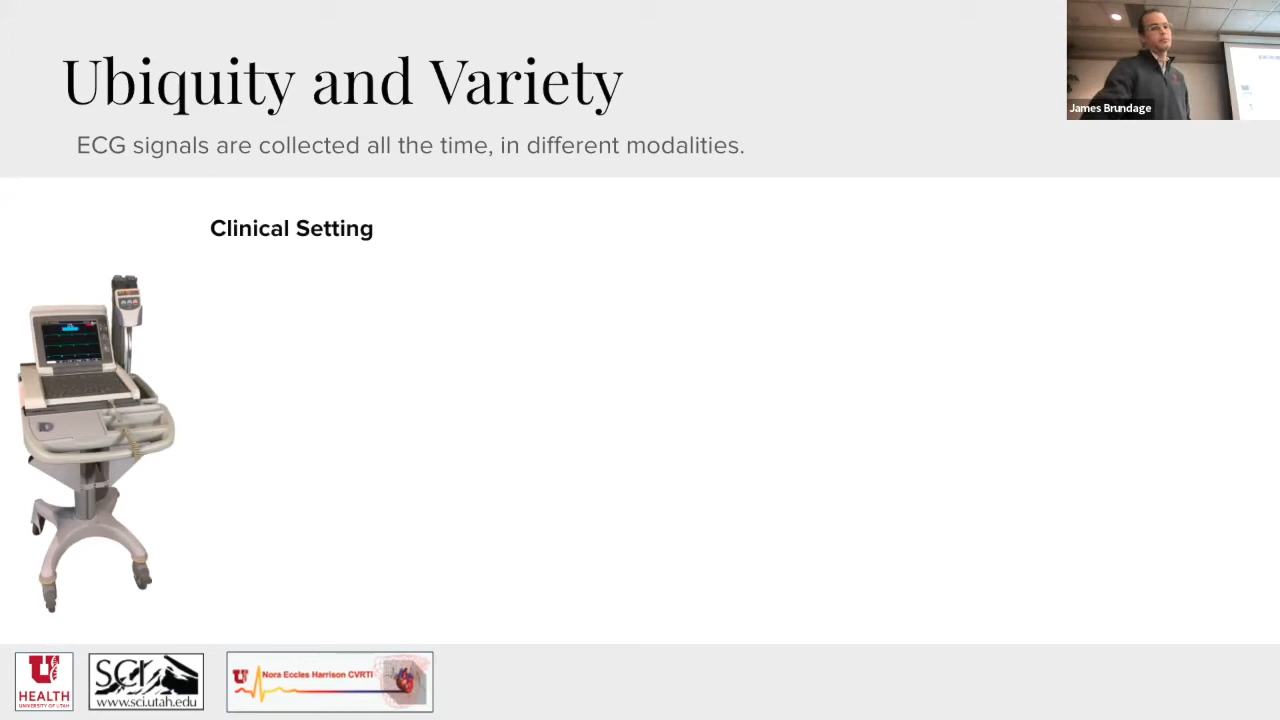 Ubiquity and Variety
ECG signals are collected all the time, in different modalities.
James Brundage
Clinical Setting
U
HEALTH
UNIVERSITY OF UTAH
SCI
www.sci.utah.edu
U
Nora Eccles Harrison CVRTI